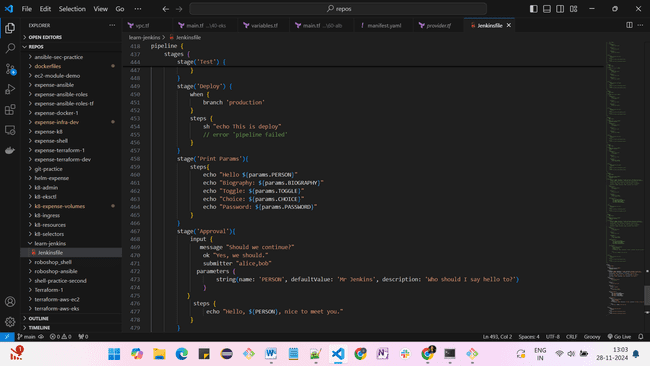 File Edit Selection View Go ··· repos
EXPLORER ···
OPEN EDITORS
REPOS
ansible-sec-practice
dockerfiles
ec2-module-demo
expense-ansible
expense-ansible-roles
expense-ansible-roles-tf
expense-docker-1
expense-infra-dev
expense-k8
expense-shell
expense-terraform-1
expense-terraform-dev
git-practice
helm-expense
k8-admin
k8-eksctl
k8-expense-volumes
k8-ingress
k8-resources
k8-selectors
learn-jenkins
Jenkinsfile
roboshop_shell
roboshop-ansible
shell-practice-second
Terraform-1
terraform-aws-ec2
terraform-aws-eks
OUTLINE
TIMELINE
vpc.tf main.tf variables.tf main.tf manifest.yaml provider.tf Jenkinsfile
learn-jenkins > Jenkinsfile
410 pipeline {
437 stages {
444 stage('Test') {
447 }
448 }
449 stage('Deploy') {
450 when {
451 branch 'production'
452 }
453 steps {
454 sh "echo This is deploy"
455 // error 'pipeline failed'
456 }
457 }
458 stage('Print Params'){
459 steps{
460 echo "Hello ${params.PERSON}"
461 echo "Biography: ${params.BIOGRAPHY}"
462 echo "Toggle: ${params.TOGGLE}"
463 echo "Choice: ${params.CHOICE}"
464 echo "Password: ${params.PASSWORD}"
465 }
466 }
467 stage('Approval'){
468 input {
469 message "Should we continue?"
470 ok "Yes, we should."
471 submitter "alice,bob"
472 parameters {
473 string(name: 'PERSON', defaultValue: 'Mr Jenkins', description: 'Who should I say hello to?')
474 }
475 }
476 steps {
477 echo "Hello, ${PERSON}, nice to meet you."
478 }
479 }
main 0 0 0 Ln 493, Col 2 Spaces: 4 UTF-8 CRLF Groovy Go Live
ENG
IN
13:03
28-11-2024